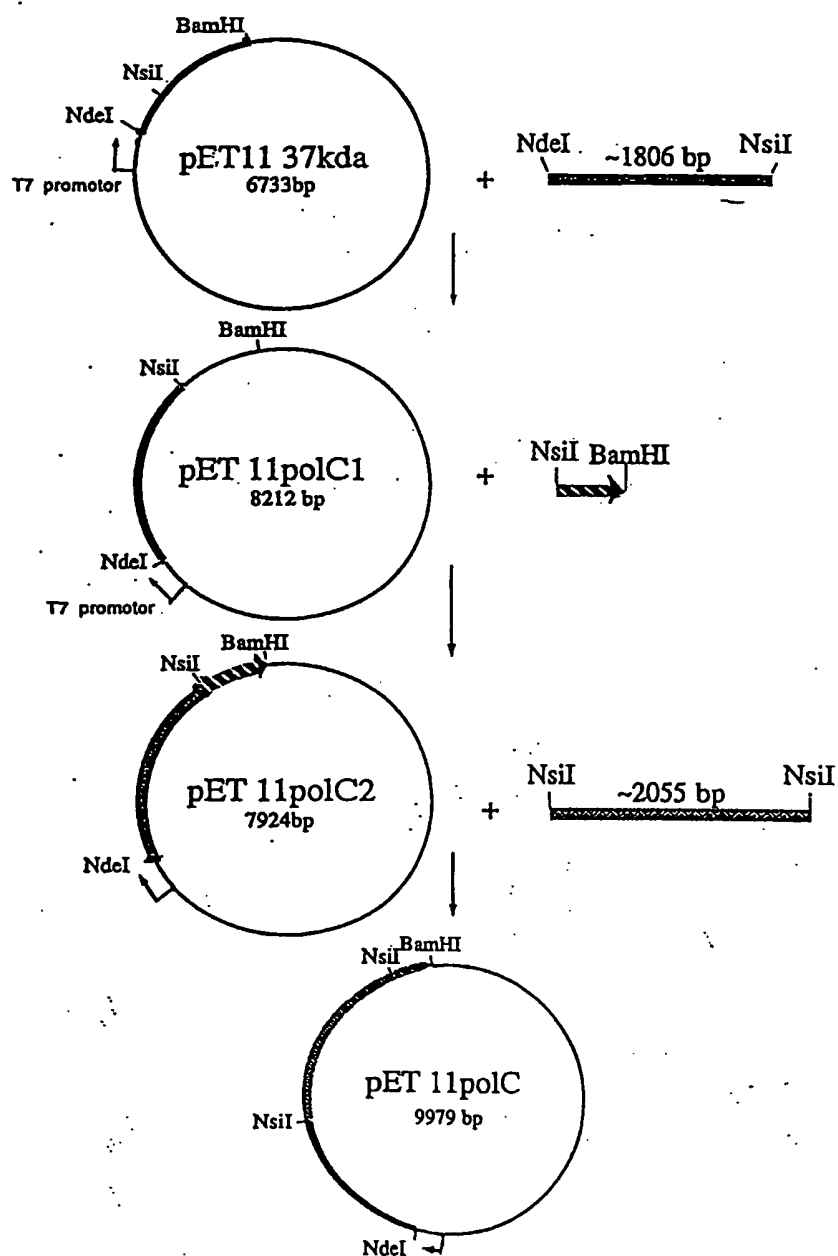 BamHI
NsiI
NdeI
T7 promotor
pET11 37kda
6733bp
+
NdeI ~1806 bp NsiI
BamHI
NsiI
pET 11polC1
8212 bp
NdeI
T7 promotor
+
NsiI BamHI
BamHI
NsiI
pET 11polC2
7924bp
NdeI
+
NsiI ~2055 bp NsiI
NsiI BamHI
pET 11polC
9979 bp
NsiI
NdeI